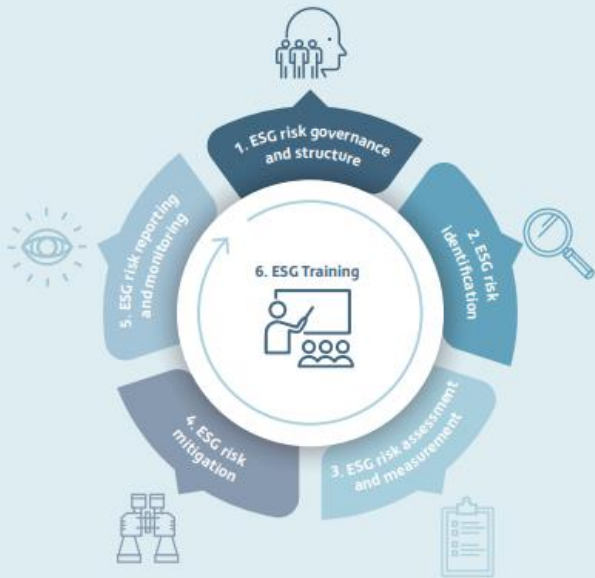 1. ESG risk governance
and structure
2. ESG risk
identification
3. ESG risk assessment
and measurement
4. ESG risk
mitigation
5. ESG risk reporting
and monitoring
6. ESG Training